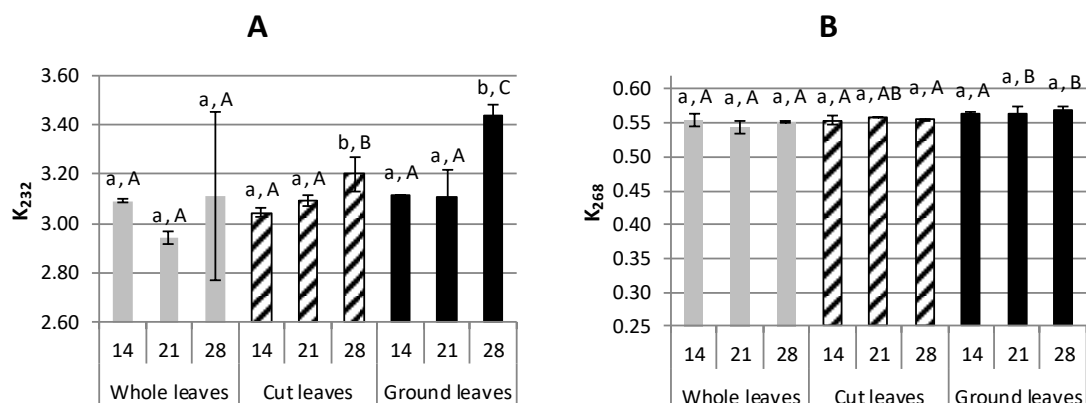 A
K232
3.60
3.40
3.20
3.00
2.80
2.60
a, A
a, A
a, A
a, A
a, A
b, B
a, A
a, A
b, C
14 21 28 14 21 28 14 21 28
Whole leaves Cut leaves Ground leaves
B
K268
0.60
0.55
0.50
0.45
0.40
0.35
0.30
0.25
a, A
a, A
a, A
a, A
a, AB
a, A
a, A
a, B
a, B
14 21 28 14 21 28 14 21 28
Whole leaves Cut leaves Ground leaves